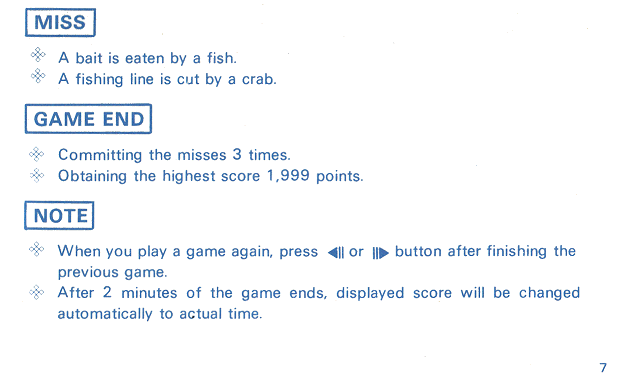 MISS
A bait is eaten by a fish.
A fishing line is cut by a crab.
GAME END
Committing the misses 3 times.
Obtaining the highest score 1,999 points.
NOTE
When you play a game again, press ◀|| or ||▶ button after finishing the
previous game.
After 2 minutes of the game ends, displayed score will be changed
automatically to actual time.
7